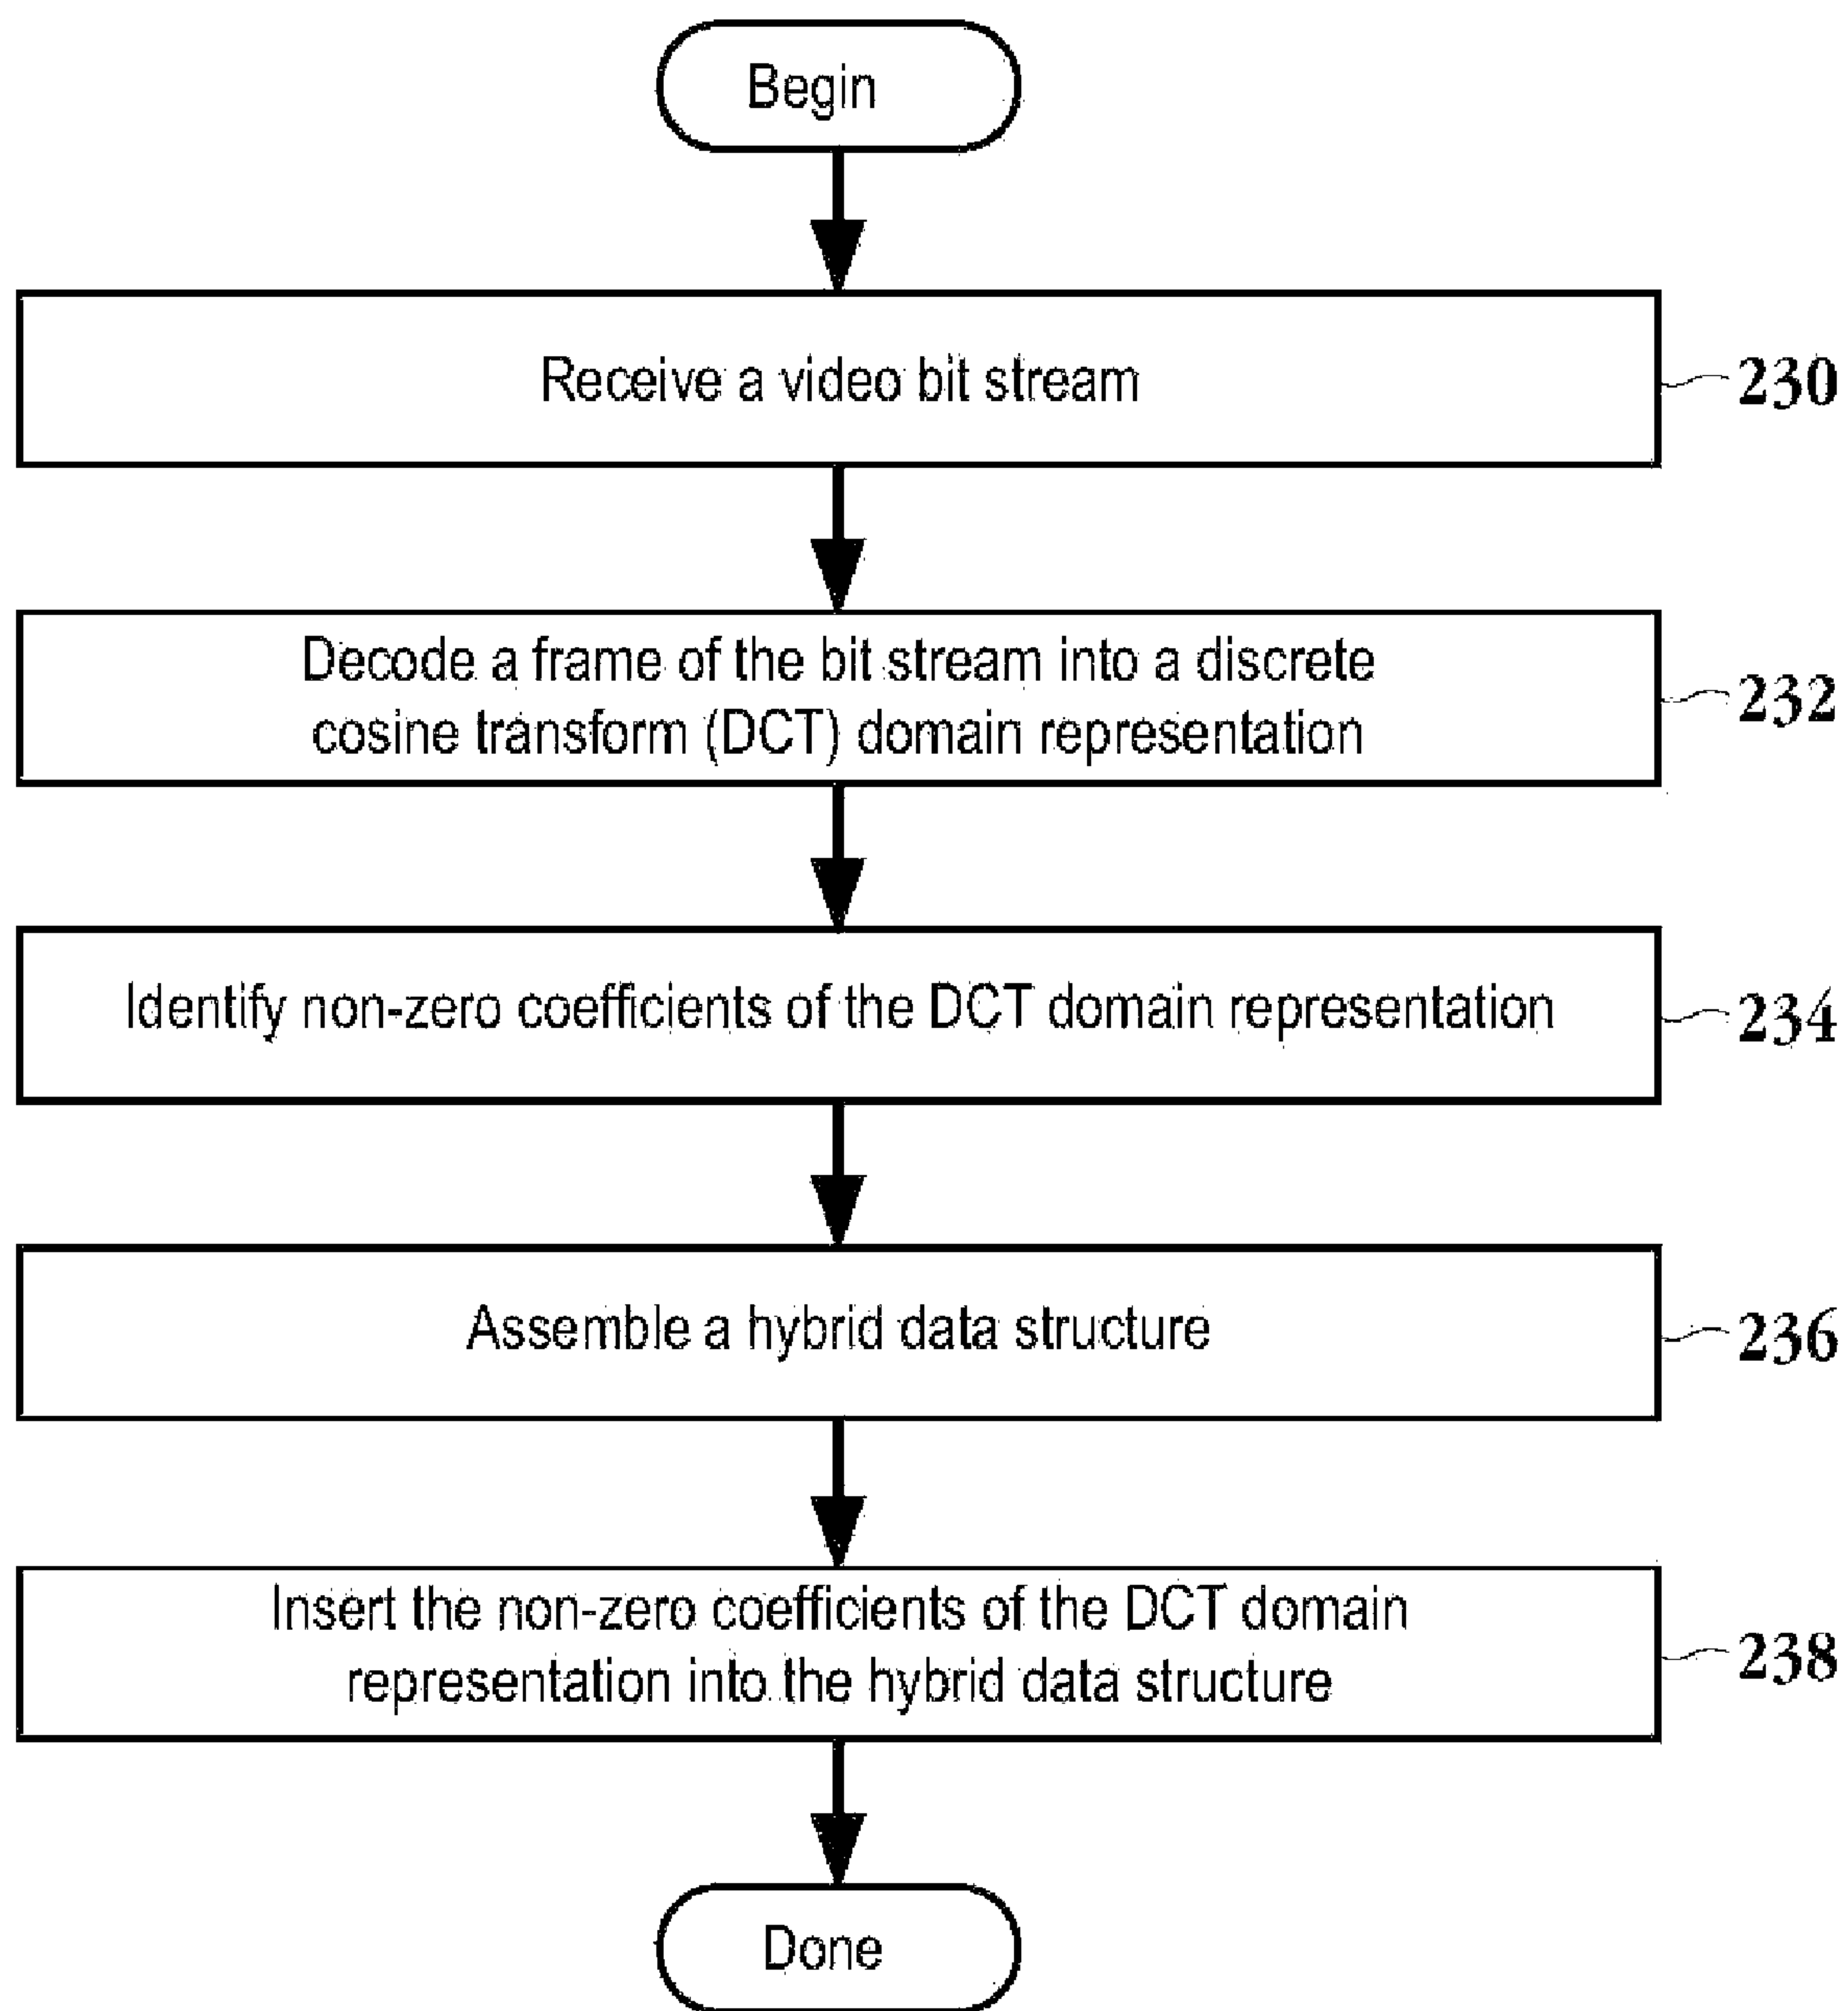 Begin
Receive a video bit stream
230
Decode a frame of the bit stream into a discrete
cosine transform (DCT) domain representation
232
Identify non-zero coefficients of the DCT domain representation
234
Assemble a hybrid data structure
236
Insert the non-zero coefficients of the DCT domain
representation into the hybrid data structure
238
Done